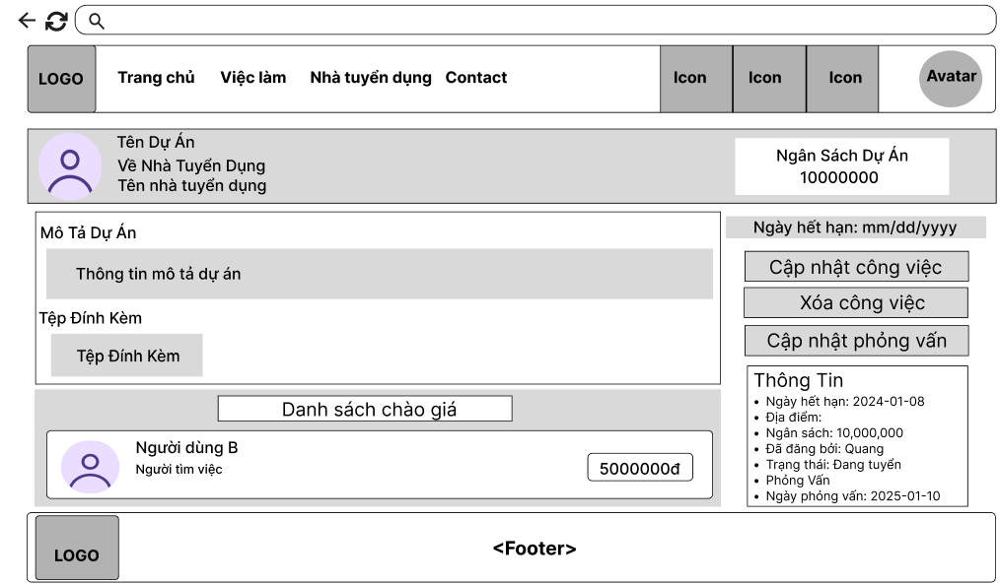 LOGO
Trang chủ
Việc làm
Nhà tuyển dụng
Contact
Icon
Icon
Icon
Avatar
Tên Dự Án
Về Nhà Tuyển Dụng
Tên nhà tuyển dụng
Ngân Sách Dự Án
10000000
Mô Tả Dự Án
Thông tin mô tả dự án
Tệp Đính Kèm
Tệp Đính Kèm
Ngày hết hạn: mm/dd/yyyy
Cập nhật công việc
Xóa công việc
Cập nhật phỏng vấn
Thông Tin
• Ngày hết hạn: 2024-01-08
• Địa điểm:
• Ngân sách: 10,000,000
• Đã đăng bởi: Quang
• Trạng thái: Đang tuyển
• Phỏng Vấn
• Ngày phỏng vấn: 2025-01-10
Danh sách chào giá
Người dùng B
Người tìm việc
5000000đ
LOGO
<Footer>